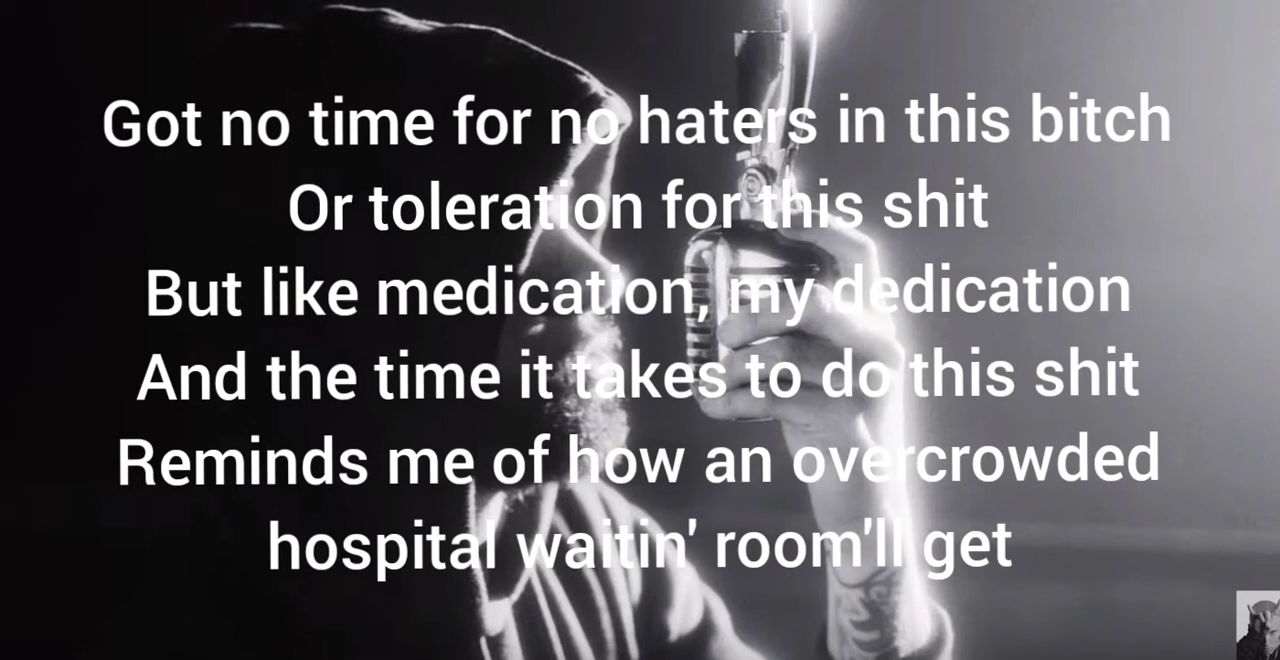 Got no time for no haters in this bitch
Or toleration for this shit
But like medication, my dedication
And the time it takes to do this shit
Reminds me of how an overcrowded
hospital waitin' room'll get